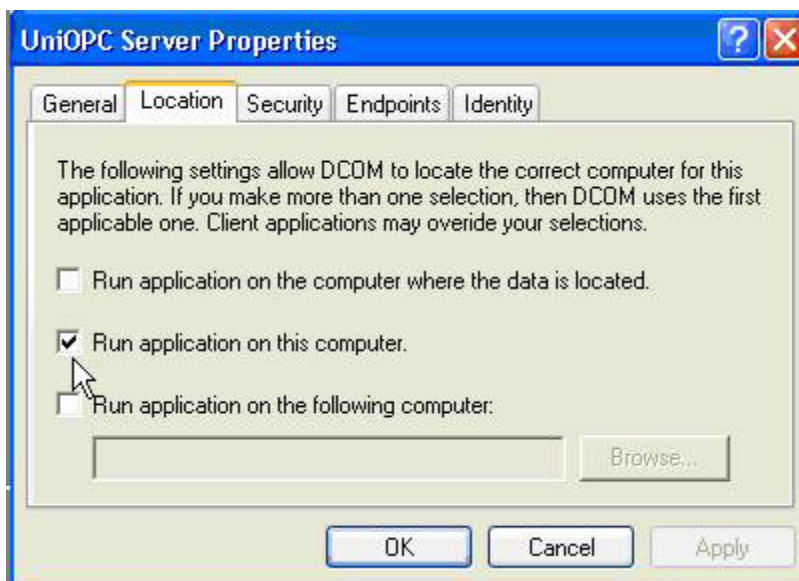 UniOPC Server Properties
General Location Security Endpoints Identity
The following settings allow DCOM to locate the correct computer for this
application. If you make more than one selection, then DCOM uses the first
applicable one. Client applications may overide your selections.
Run application on the computer where the data is located.
Run application on this computer.
Run application on the following computer:
Browse...
OK Cancel Apply